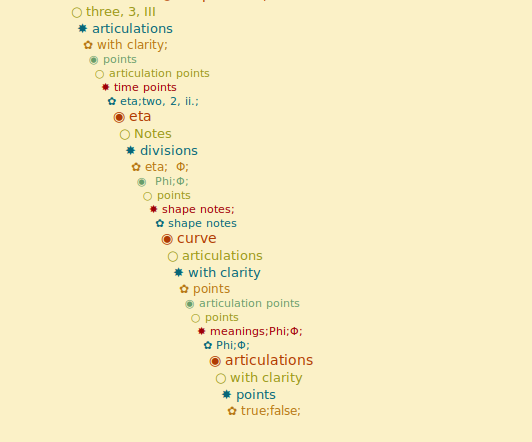 three, 3, III
articulations
with clarity;
points
articulation points
time points
eta;two, 2, ii.;
eta
Notes
divisions
eta;  Φ;
Phi;Φ;
points
shape notes;
shape notes
curve
articulations
with clarity
points
articulation points
points
meanings;Phi;Φ;
Phi;Φ;
articulations
with clarity
points
true;false;